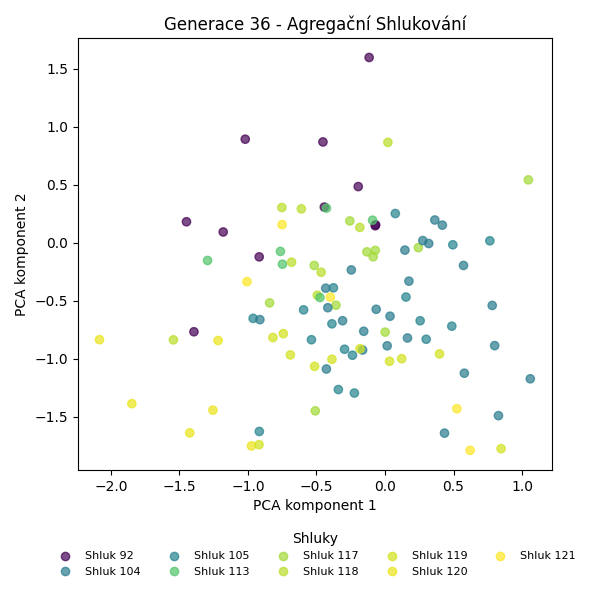 Generace 36 - Agregační Shlukování
PCA komponent 2
1.5
1.0
0.5
0.0
−0.5
−1.0
−1.5
−2.0 −1.5 −1.0 −0.5 0.0 0.5 1.0
PCA komponent 1
Shluky
Shluk 92 Shluk 105 Shluk 117 Shluk 119 Shluk 121
Shluk 104 Shluk 113 Shluk 118 Shluk 120